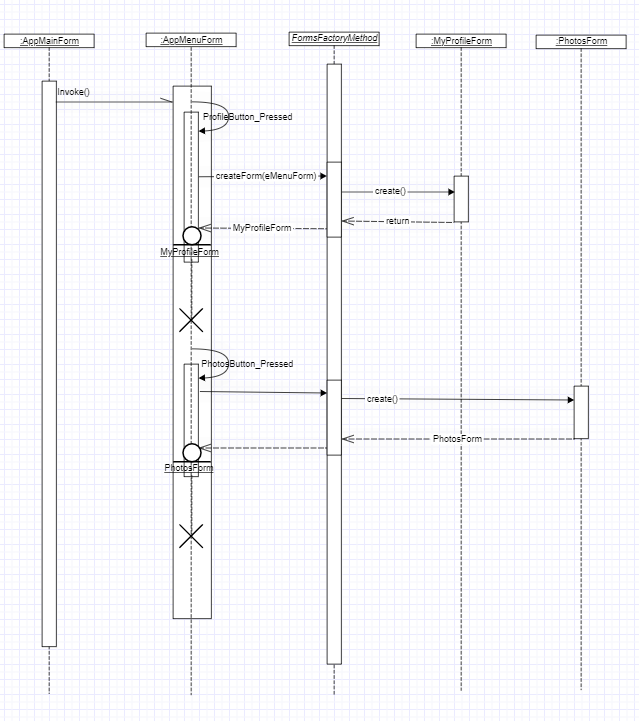 :AppMainForm
:AppMenuForm
FormsFactoryMethod
:MyProfileForm
:PhotosForm
Invoke()
ProfileButton_Pressed
createForm(eMenuForm)
create()
return
MyProfileForm
MyProfileForm
PhotosButton_Pressed
create()
PhotosForm
PhotosForm